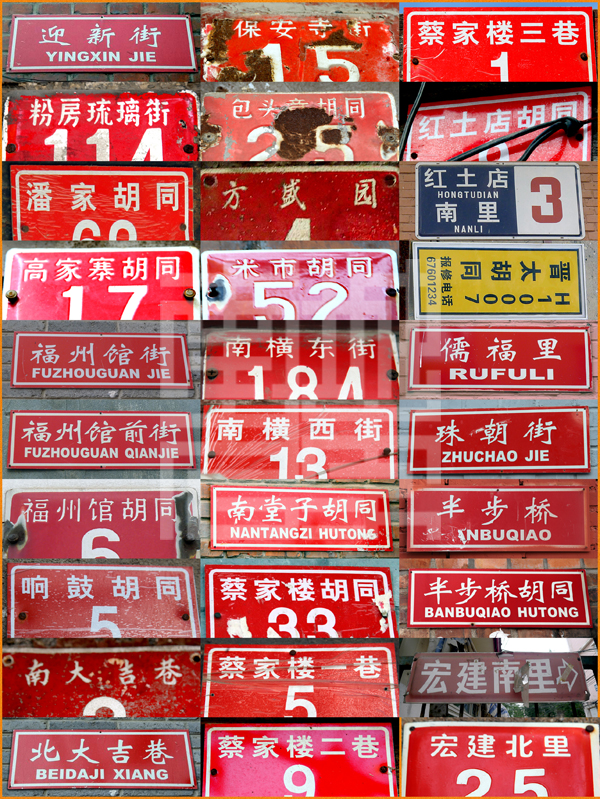 迎新街
YINGXIN JIE
保安寺街
15
蔡家楼三巷
1
粉房琉璃街
114
包头章胡同
25
红土店胡同
潘家胡同
方盛园
红土店
HONGTUDIAN
南里
NANLI
3
高家寨胡同
17
米市胡同
52
晋太胡同
H10007
报修电话
67601234
福州馆街
FUZHOUGUAN JIE
南横东街
184
儒福里
RUFULI
福州馆前街
FUZHOUGUAN QIANJIE
南横西街
13
珠朝街
ZHUCHAO JIE
福州馆胡同
6
南堂子胡同
NANTANGZI HUTONG
半步桥
ANBUQIAO
响鼓胡同
5
蔡家楼胡同
33
半步桥胡同
BANBUQIAO HUTONG
南大吉巷
蔡家楼一巷
5
宏建南里
北大吉巷
BEIDAJI XIANG
蔡家楼二巷
9
宏建北里
25